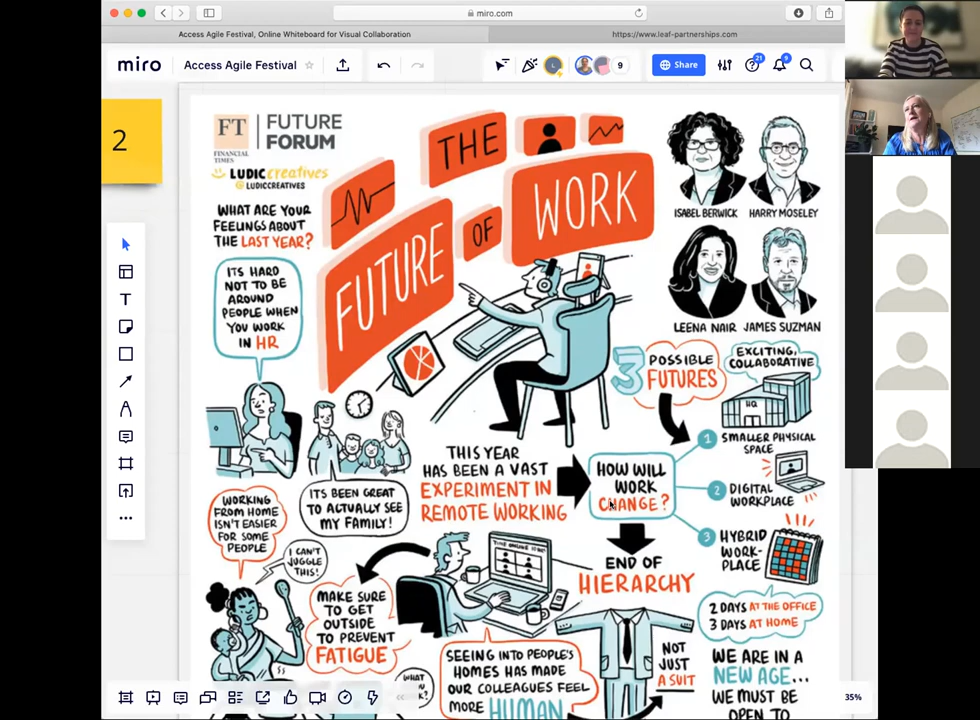 miro.com
Access Agile Festival, Online Whiteboard for Visual Collaboration
https://www.leaf-partnerships.com
miro
Access Agile Festival
L
9
Share
21
9
2
FT
FINANCIAL
TIMES
FUTURE
FORUM
LUDIC creatives
@LUDICCREATIVES
THE
FUTURE
OF
WORK
ISABEL BERWICK
HARRY MOSELEY
LEENA NAIR
JAMES SUZMAN
WHAT ARE YOUR
FEELINGS ABOUT
THE LAST YEAR?
ITS HARD
NOT TO BE
AROUND
PEOPLE WHEN
YOU WORK
IN HR
3 POSSIBLE
FUTURES
EXCITING,
COLLABORATIVE
HQ
1 SMALLER PHYSICAL
SPACE
2 DIGITAL
WORKPLACE
3 HYBRID
WORK-
PLACE
THIS YEAR
HAS BEEN A VAST
EXPERIMENT IN
REMOTE WORKING
HOW WILL
WORK
CHANGE?
WORKING
FROM HOME
ISN'T EASIER
FOR SOME
PEOPLE
ITS BEEN GREAT
TO ACTUALLY SEE
MY FAMILY!
I CAN'T
JUGGLE
THIS!
MAKE SURE
TO GET
OUTSIDE
TO PREVENT
FATIGUE
END OF
HIERARCHY
2 DAYS AT THE OFFICE
3 DAYS AT HOME
SEEING INTO PEOPLE'S
HOMES HAS MADE
OUR COLLEAGUES FEEL
MORE HUMAN
NOT
JUST
A SUIT
WE ARE IN A
NEW AGE...
WE MUST BE
OPEN TO
WHAT
35%